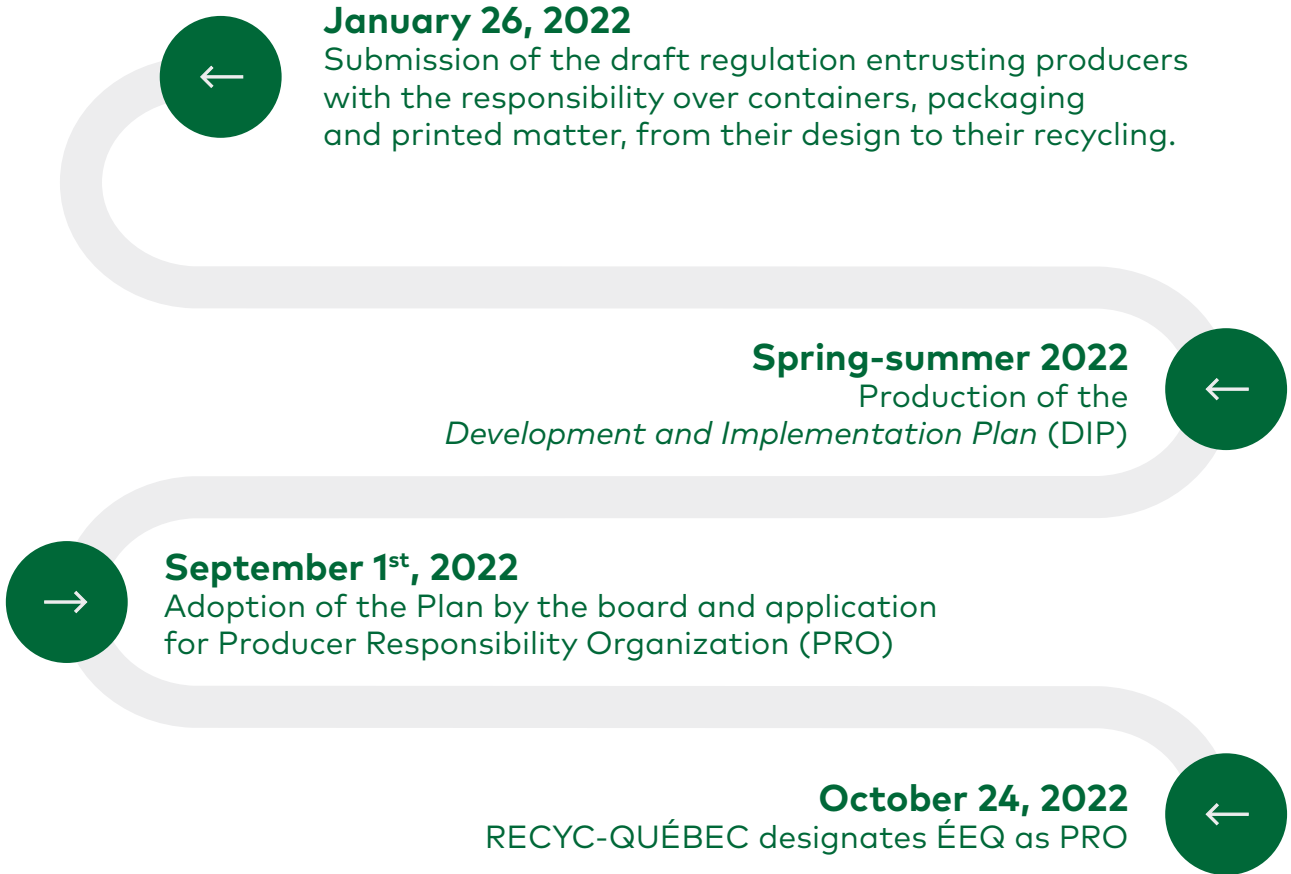 January 26, 2022
Submission of the draft regulation entrusting producers
with the responsibility over containers, packaging
and printed matter, from their design to their recycling.
Spring-summer 2022
Production of the
Development and Implementation Plan (DIP)
September 1st, 2022
Adoption of the Plan by the board and application
for Producer Responsibility Organization (PRO)
October 24, 2022
RECYC-QUÉBEC designates ÉEQ as PRO